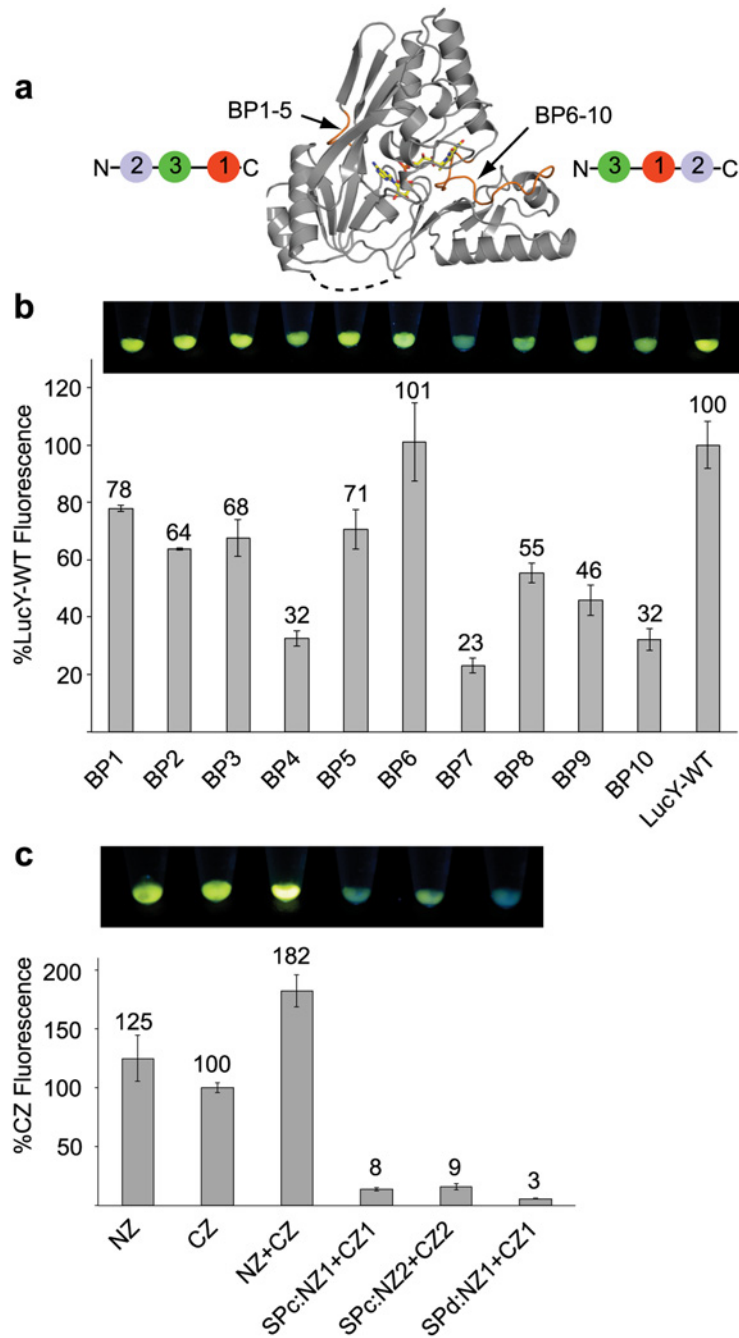 a
BP1-5
BP6-10
N 2 3 1 C
N 3 1 2 C
b
%LucY-WT Fluorescence
120
100
80
60
40
20
78
64
68
32
71
101
23
55
46
32
100
BP1
BP2
BP3
BP4
BP5
BP6
BP7
BP8
BP9
BP10
LucY-WT
c
%CZ Fluorescence
200
150
100
50
125
100
182
8
9
3
NZ
CZ
NZ+CZ
SPc:NZ1+CZ1
SPc:NZ2+CZ2
SPd:NZ1+CZ1